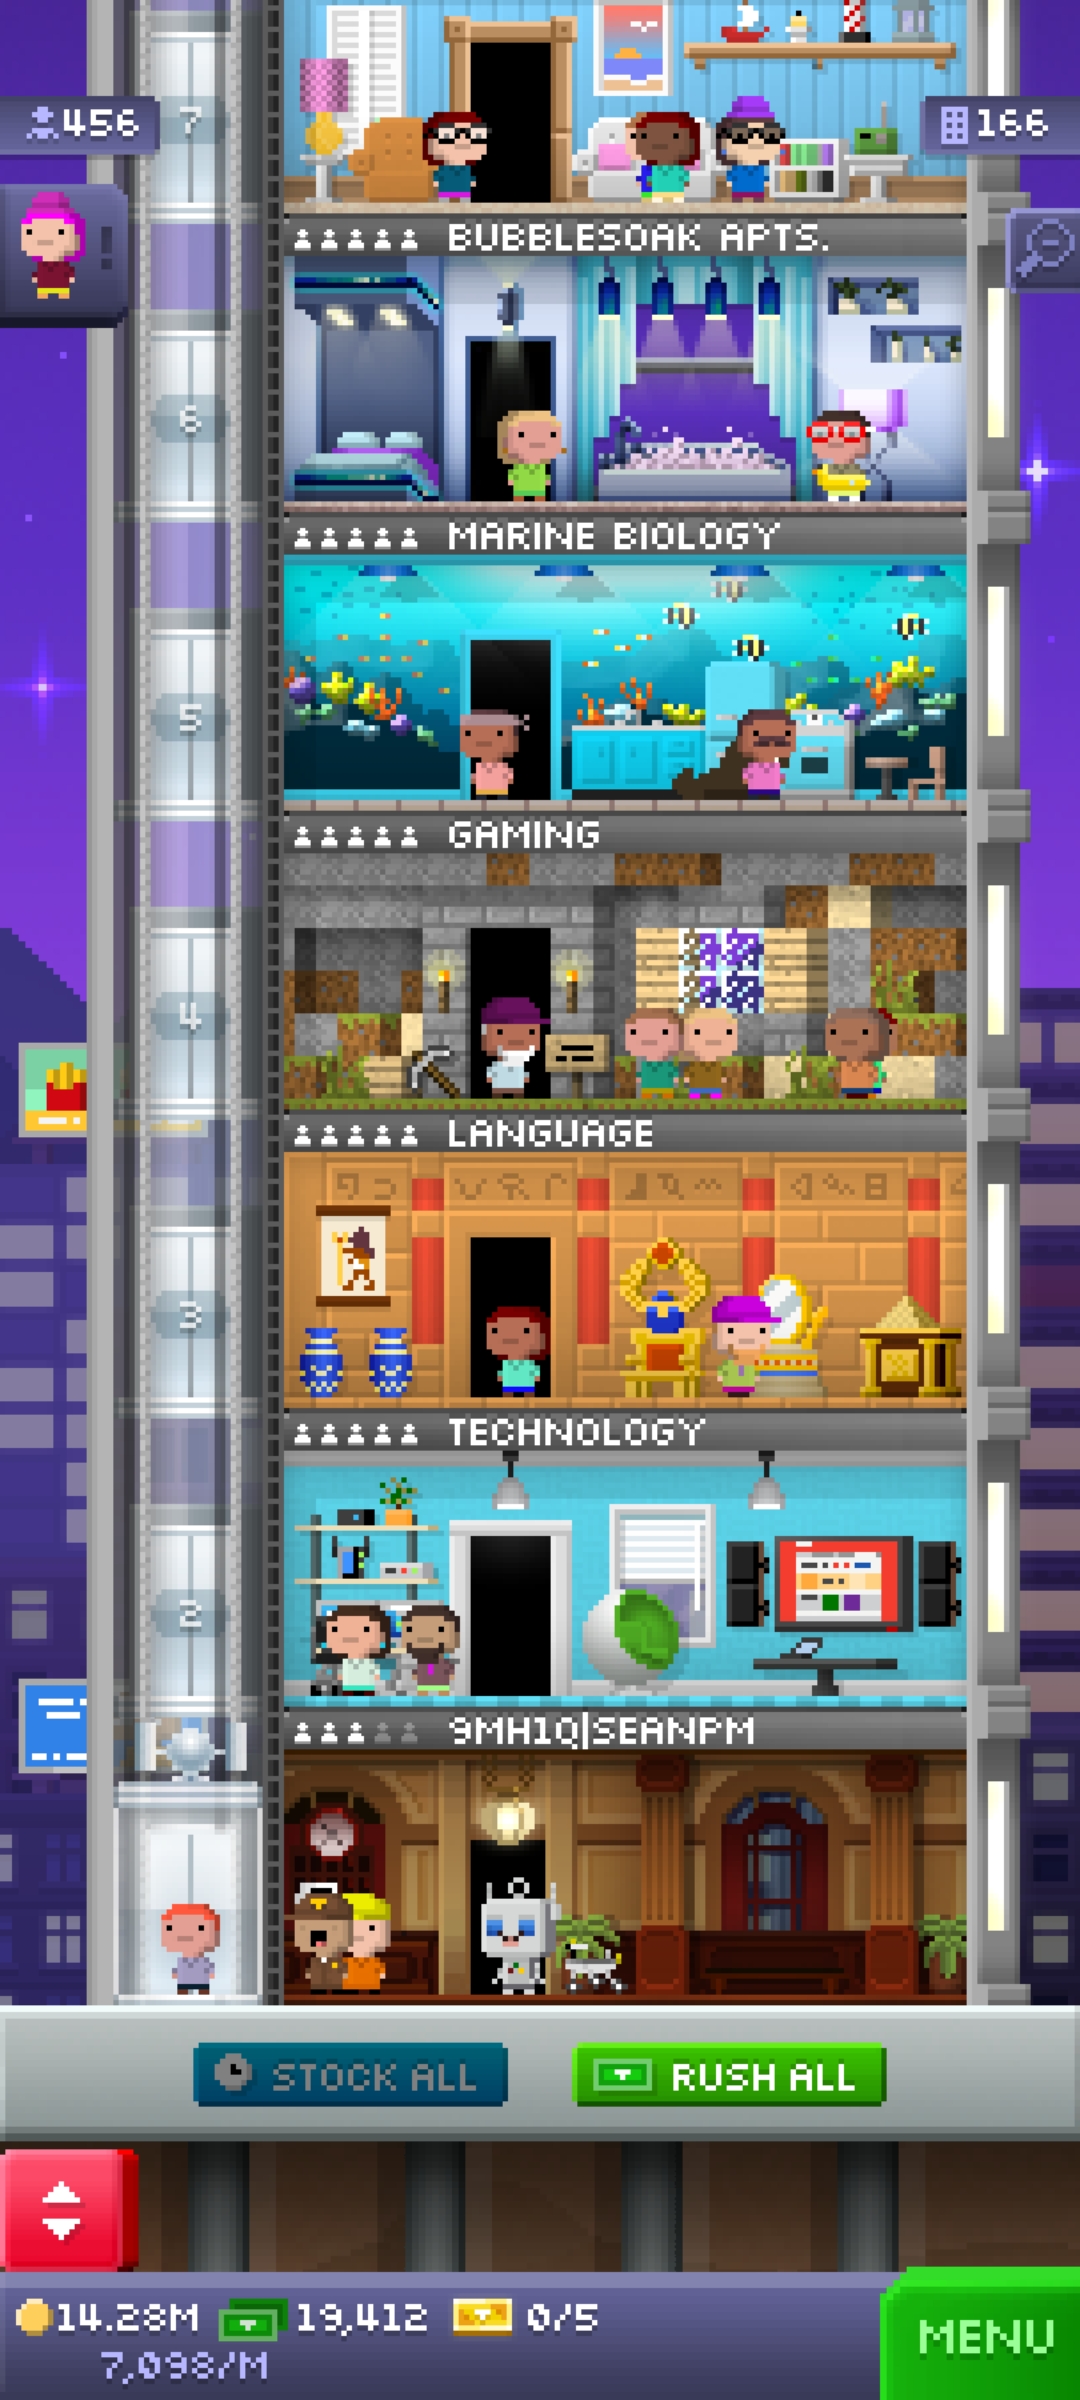 7
456
166
!
BUBBLESOAK APTS.
6
MARINE BIOLOGY
5
GAMING
4
LANGUAGE
3
TECHNOLOGY
2
9MH1Q|SEANPM
STOCK ALL
RUSH ALL
14.28M
19,412
0/5
7,098/M
MENU